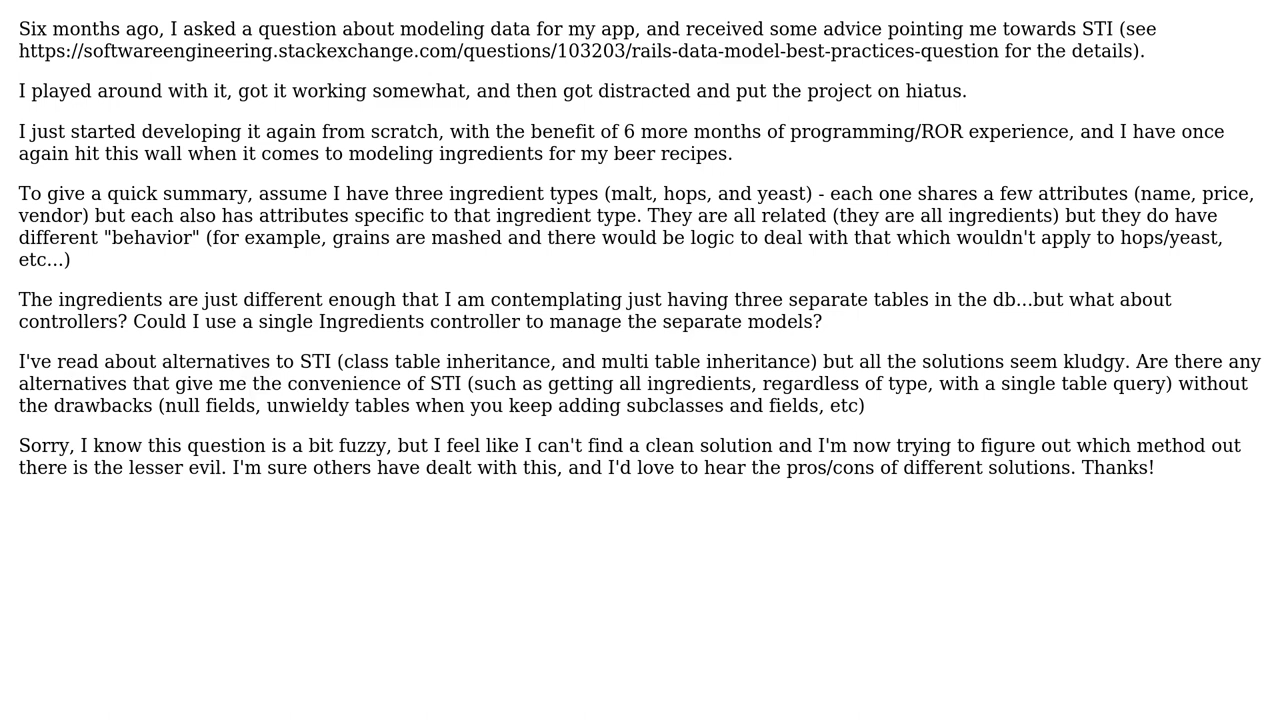 Six months ago, I asked a question about modeling data for my app, and received some advice pointing me towards STI (see
https://softwareengineering.stackexchange.com/questions/103203/rails-data-model-best-practices-question for the details).
I played around with it, got it working somewhat, and then got distracted and put the project on hiatus.
I just started developing it again from scratch, with the benefit of 6 more months of programming/ROR experience, and I have once
again hit this wall when it comes to modeling ingredients for my beer recipes.
To give a quick summary, assume I have three ingredient types (malt, hops, and yeast) - each one shares a few attributes (name, price,
vendor) but each also has attributes specific to that ingredient type. They are all related (they are all ingredients) but they do have
different "behavior" (for example, grains are mashed and there would be logic to deal with that which wouldn't apply to hops/yeast,
etc...)
The ingredients are just different enough that I am contemplating just having three separate tables in the db...but what about
controllers? Could I use a single Ingredients controller to manage the separate models?
I've read about alternatives to STI (class table inheritance, and multi table inheritance) but all the solutions seem kludgy. Are there any
alternatives that give me the convenience of STI (such as getting all ingredients, regardless of type, with a single table query) without
the drawbacks (null fields, unwieldy tables when you keep adding subclasses and fields, etc)
Sorry, I know this question is a bit fuzzy, but I feel like I can't find a clean solution and I'm now trying to figure out which method out
there is the lesser evil. I'm sure others have dealt with this, and I'd love to hear the pros/cons of different solutions. Thanks!